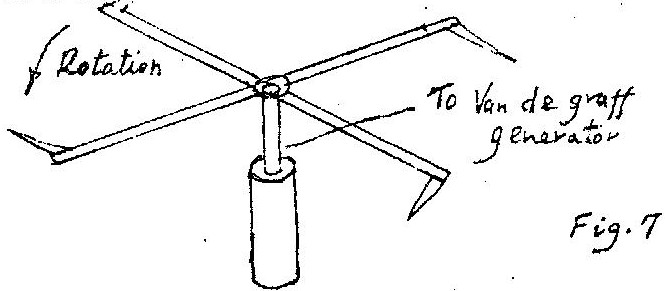 Rotation
To Van de graff
generator
Fig. 7